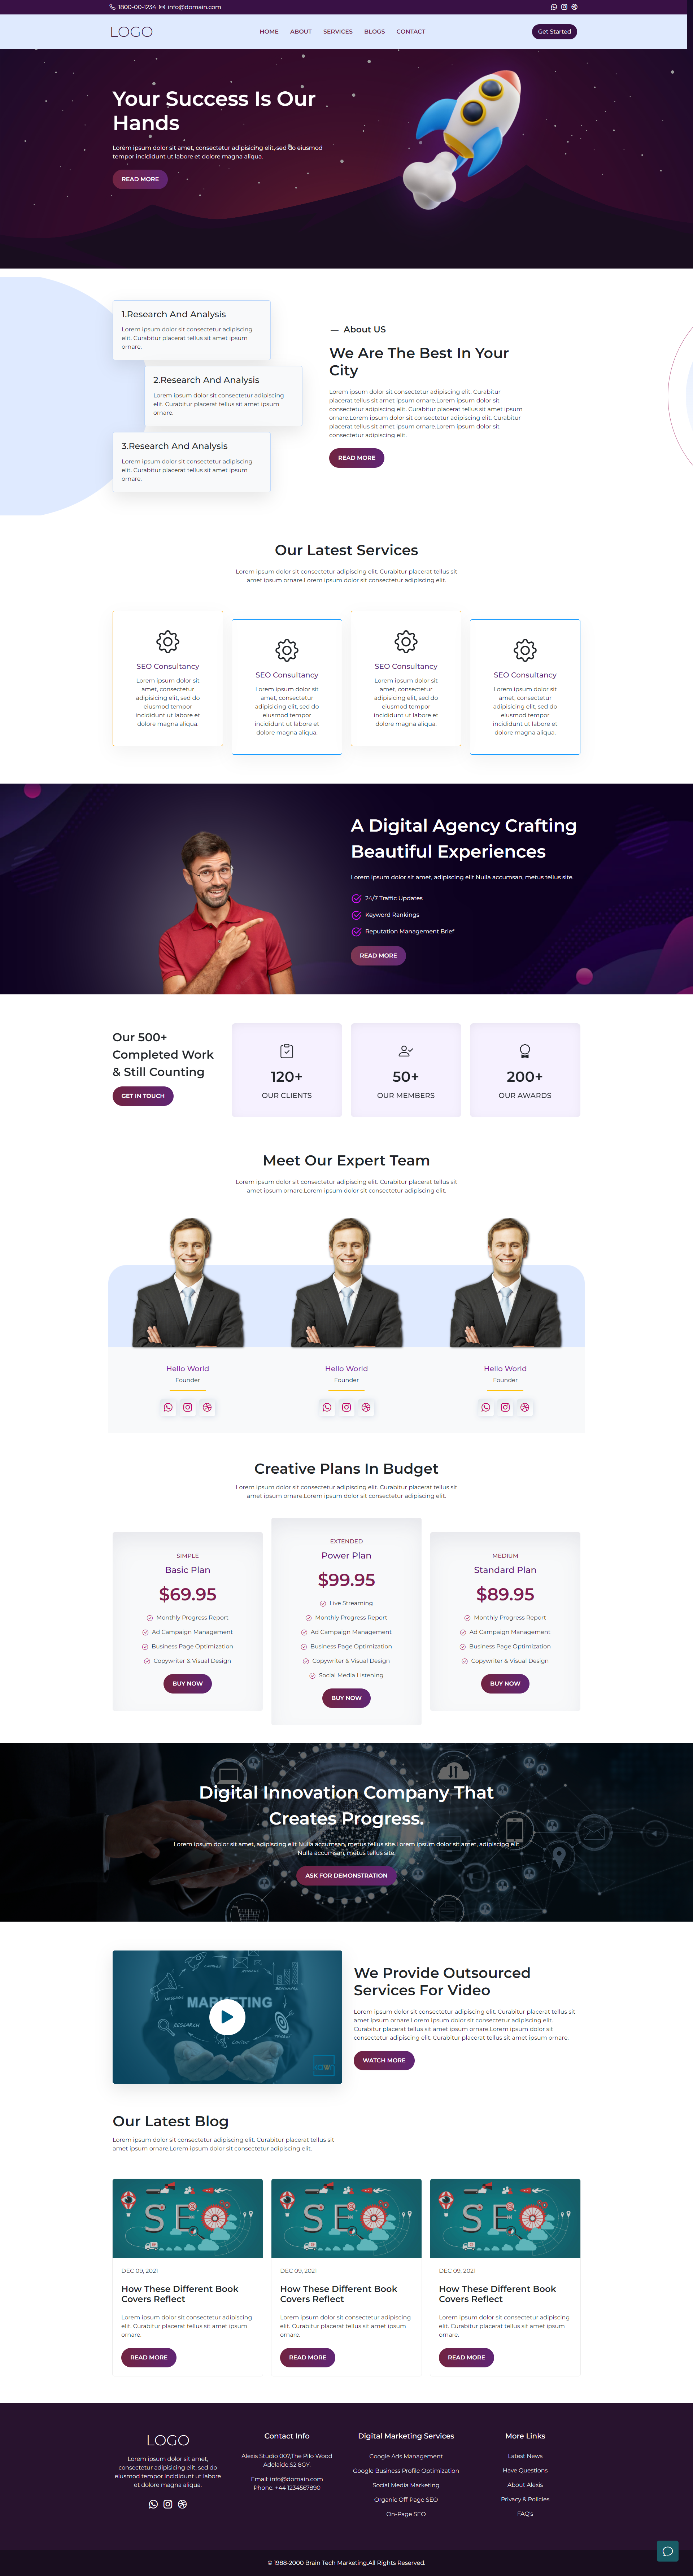 1800-00-1234 info@domain.com
LOGO
HOME ABOUT SERVICES BLOGS CONTACT
Get Started
Your Success Is Our
Hands
Lorem ipsum dolor sit amet, consectetur adipisicing elit, sed do eiusmod
tempor incididunt ut labore et dolore magna aliqua.
READ MORE
1.Research And Analysis
Lorem ipsum dolor sit consectetur adipiscing
elit. Curabitur placerat tellus sit amet ipsum
ornare.
2.Research And Analysis
Lorem ipsum dolor sit consectetur adipiscing
elit. Curabitur placerat tellus sit amet ipsum
ornare.
3.Research And Analysis
Lorem ipsum dolor sit consectetur adipiscing
elit. Curabitur placerat tellus sit amet ipsum
ornare.
— About US
We Are The Best In Your
City
Lorem ipsum dolor sit consectetur adipiscing elit. Curabitur
placerat tellus sit amet ipsum ornare.Lorem ipsum dolor sit
consectetur adipiscing elit. Curabitur placerat tellus sit amet ipsum
ornare.Lorem ipsum dolor sit consectetur adipiscing elit. Curabitur
placerat tellus sit amet ipsum ornare.Lorem ipsum dolor sit
consectetur adipiscing elit.
READ MORE
Our Latest Services
Lorem ipsum dolor sit consectetur adipiscing elit. Curabitur placerat tellus sit
amet ipsum ornare.Lorem ipsum dolor sit consectetur adipiscing elit.
SEO Consultancy
Lorem ipsum dolor sit
amet, consectetur
adipisicing elit, sed do
eiusmod tempor
incididunt ut labore et
dolore magna aliqua.
SEO Consultancy
Lorem ipsum dolor sit
amet, consectetur
adipisicing elit, sed do
eiusmod tempor
incididunt ut labore et
dolore magna aliqua.
SEO Consultancy
Lorem ipsum dolor sit
amet, consectetur
adipisicing elit, sed do
eiusmod tempor
incididunt ut labore et
dolore magna aliqua.
SEO Consultancy
Lorem ipsum dolor sit
amet, consectetur
adipisicing elit, sed do
eiusmod tempor
incididunt ut labore et
dolore magna aliqua.
A Digital Agency Crafting
Beautiful Experiences
Lorem ipsum dolor sit amet, adipiscing elit Nulla accumsan, metus tellus site.
24/7 Traffic Updates
Keyword Rankings
Reputation Management Brief
READ MORE
Our 500+
Completed Work
& Still Counting
GET IN TOUCH
120+
OUR CLIENTS
50+
OUR MEMBERS
200+
OUR AWARDS
Meet Our Expert Team
Lorem ipsum dolor sit consectetur adipiscing elit. Curabitur placerat tellus sit
amet ipsum ornare.Lorem ipsum dolor sit consectetur adipiscing elit.
Hello World
Founder
Hello World
Founder
Hello World
Founder
Creative Plans In Budget
Lorem ipsum dolor sit consectetur adipiscing elit. Curabitur placerat tellus sit
amet ipsum ornare.Lorem ipsum dolor sit consectetur adipiscing elit.
SIMPLE
Basic Plan
$69.95
Monthly Progress Report
Ad Campaign Management
Business Page Optimization
Copywriter & Visual Design
BUY NOW
EXTENDED
Power Plan
$99.95
Live Streaming
Monthly Progress Report
Ad Campaign Management
Business Page Optimization
Copywriter & Visual Design
Social Media Listening
BUY NOW
MEDIUM
Standard Plan
$89.95
Monthly Progress Report
Ad Campaign Management
Business Page Optimization
Copywriter & Visual Design
BUY NOW
Digital Innovation Company That
Creates Progress.
Lorem ipsum dolor sit amet, adipiscing elit Nulla accumsan, metus tellus site.Lorem ipsum dolor sit amet, adipiscing elit
Nulla accumsan, metus tellus site.
ASK FOR DEMONSTRATION
MARKETING
RESEARCH
We Provide Outsourced
Services For Video
Lorem ipsum dolor sit consectetur adipiscing elit. Curabitur placerat tellus sit
amet ipsum ornare.Lorem ipsum dolor sit consectetur adipiscing elit.
Curabitur placerat tellus sit amet ipsum ornare.Lorem ipsum dolor sit
consectetur adipiscing elit. Curabitur placerat tellus sit amet ipsum ornare.
WATCH MORE
Our Latest Blog
Lorem ipsum dolor sit consectetur adipiscing elit. Curabitur placerat tellus sit
amet ipsum ornare.Lorem ipsum dolor sit consectetur adipiscing elit.
SEO
DEC 09, 2021
How These Different Book
Covers Reflect
Lorem ipsum dolor sit consectetur adipiscing
elit. Curabitur placerat tellus sit amet ipsum
ornare.
READ MORE
SEO
DEC 09, 2021
How These Different Book
Covers Reflect
Lorem ipsum dolor sit consectetur adipiscing
elit. Curabitur placerat tellus sit amet ipsum
ornare.
READ MORE
SEO
DEC 09, 2021
How These Different Book
Covers Reflect
Lorem ipsum dolor sit consectetur adipiscing
elit. Curabitur placerat tellus sit amet ipsum
ornare.
READ MORE
LOGO
Lorem ipsum dolor sit amet,
consectetur adipisicing elit, sed do
eiusmod tempor incididunt ut labore
et dolore magna aliqua.
Contact Info
Alexis Studio 007,The Pilo Wood
Adelaide,S2 8GY.
Email: info@domain.com
Phone: +44 1234567890
Digital Marketing Services
Google Ads Management
Google Business Profile Optimization
Social Media Marketing
Organic Off-Page SEO
On-Page SEO
More Links
Latest News
Have Questions
About Alexis
Privacy & Policies
FAQ's
© 1988-2000 Brain Tech Marketing.All Rights Reserved.